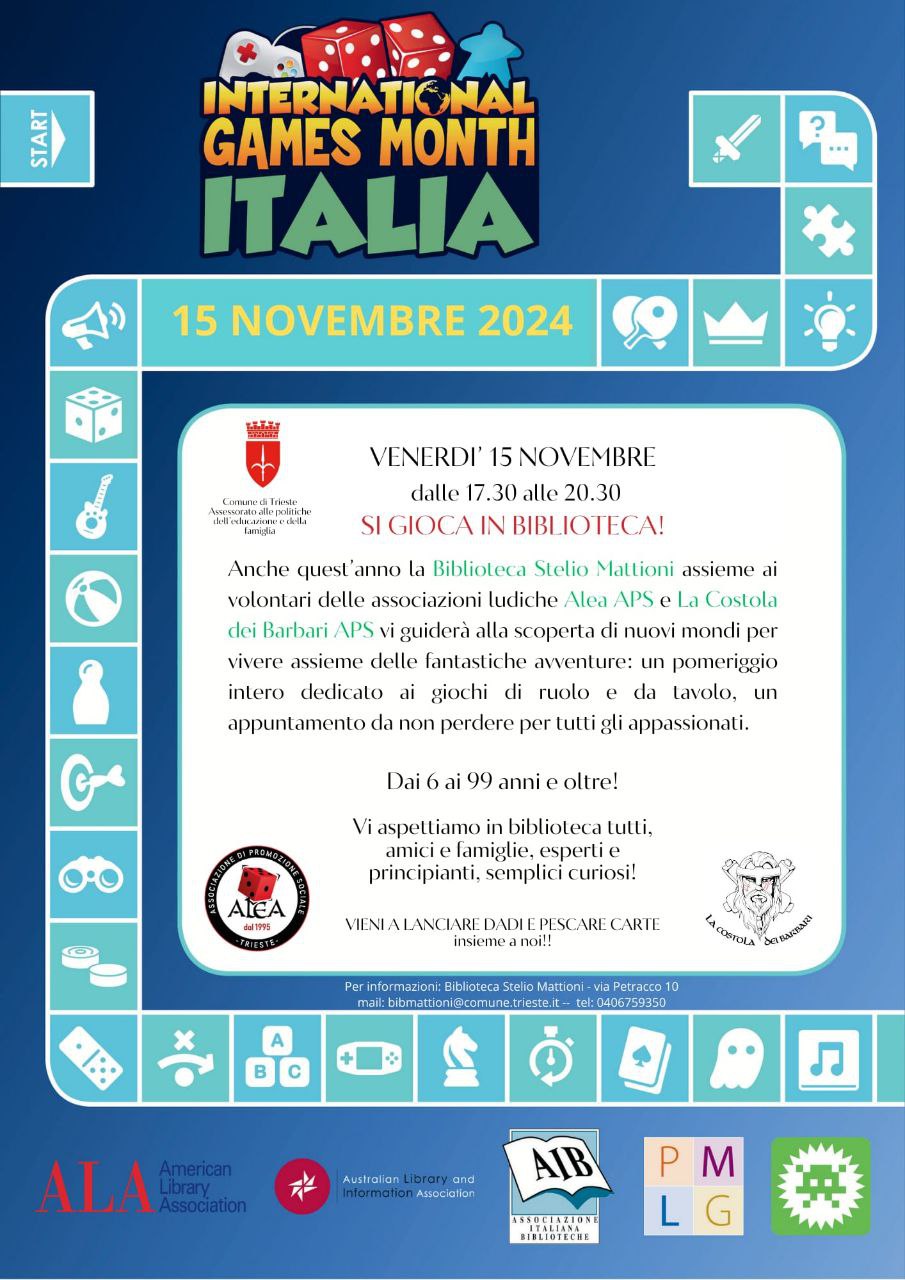 INTERNATIONAL
GAMES MONTH
ITALIA
START
15 NOVEMBRE 2024
Comune di Trieste
Assessorato alle politiche
dell'educazione e della
famiglia
VENERDI' 15 NOVEMBRE
dalle 17.30 alle 20.30
SI GIOCA IN BIBLIOTECA!
Anche quest'anno la Biblioteca Stelio Mattioni assieme ai
volontari delle associazioni ludiche Alea APS e La Costola
dei Barbari APS vi guiderà alla scoperta di nuovi mondi per
vivere assieme delle fantastiche avventure: un pomeriggio
intero dedicato ai giochi di ruolo e da tavolo, un
appuntamento da non perdere per tutti gli appassionati.
Dai 6 ai 99 anni e oltre!
Vi aspettiamo in biblioteca tutti,
amici e famiglie, esperti e
principianti, semplici curiosi!
VIENI A LANCIARE DADI E PESCARE CARTE
insieme a noi!!
ASSOCIAZIONE DI PROMOZIONE SOCIALE
ALEA
dal 1995
-TRIESTE-
LA COSTOLA DEI BARBARI
Per informazioni: Biblioteca Stelio Mattioni - via Petracco 10
mail: bibmattioni@comune.trieste.it -- tel: 0406759350
A
B C
ALA American
Library
Association
Australian Library and
Information Association
AIB
ASSOCIAZIONE
ITALIANA
BIBLIOTECHE
P M
L G